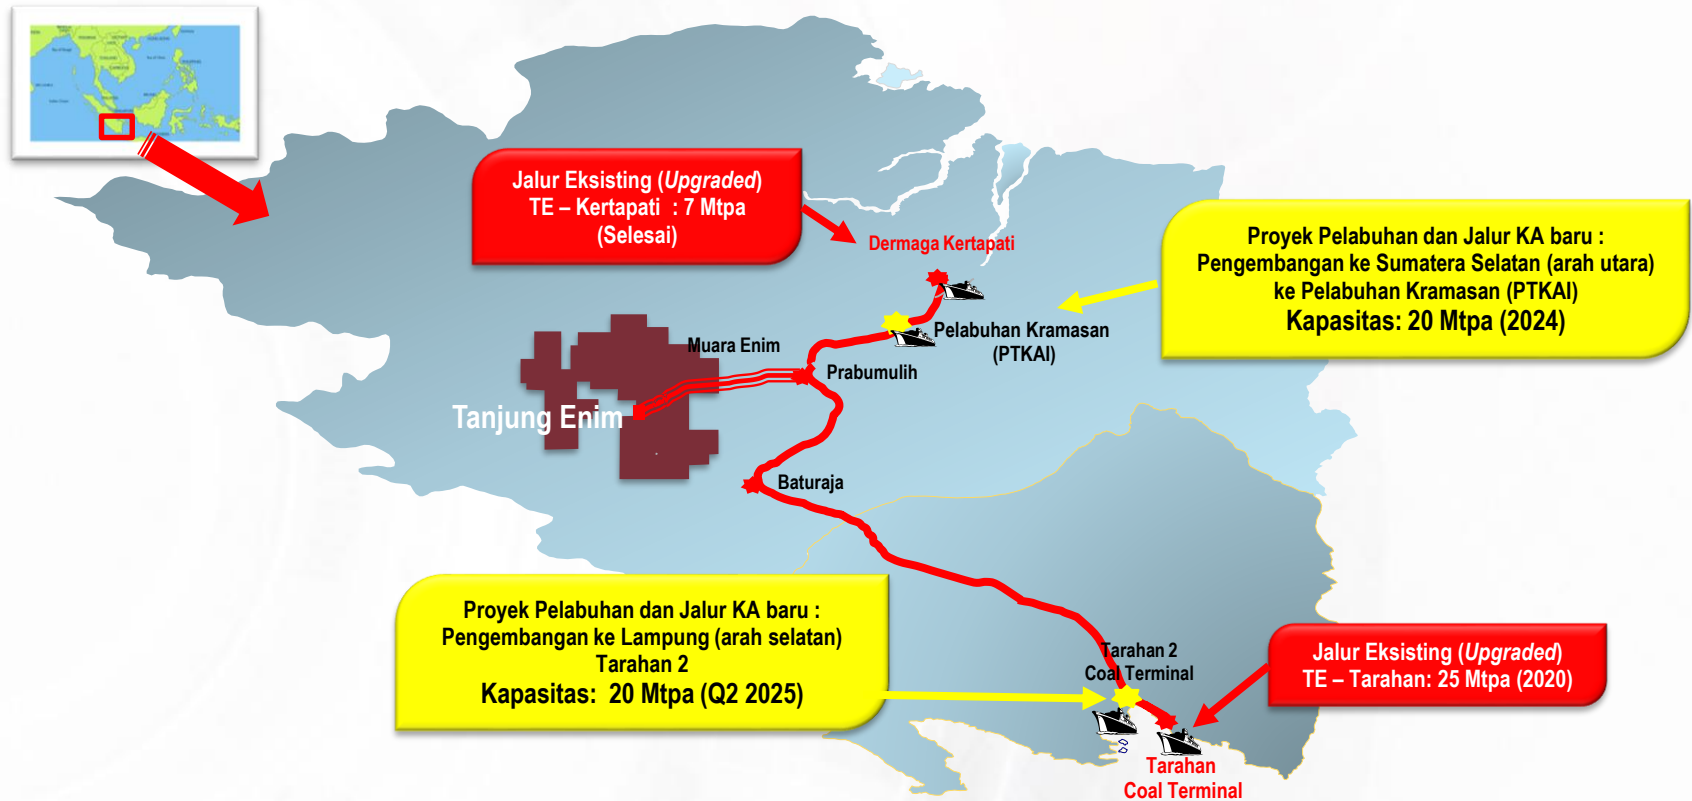 Jalur Eksisting (Upgraded)
TE – Kertapati : 7 Mtpa
(Selesai)
Dermaga Kertapati
Proyek Pelabuhan dan Jalur KA baru :
Pengembangan ke Sumatera Selatan (arah utara)
ke Pelabuhan Kramasan (PTKAI)
Kapasitas: 20 Mtpa (2024)
Pelabuhan Kramasan
(PTKAI)
Muara Enim
Prabumulih
Tanjung Enim
Baturaja
Proyek Pelabuhan dan Jalur KA baru :
Pengembangan ke Lampung (arah selatan)
Tarahan 2
Kapasitas: 20 Mtpa (Q2 2025)
Tarahan 2
Coal Terminal
Jalur Eksisting (Upgraded)
TE – Tarahan: 25 Mtpa (2020)
Tarahan
Coal Terminal